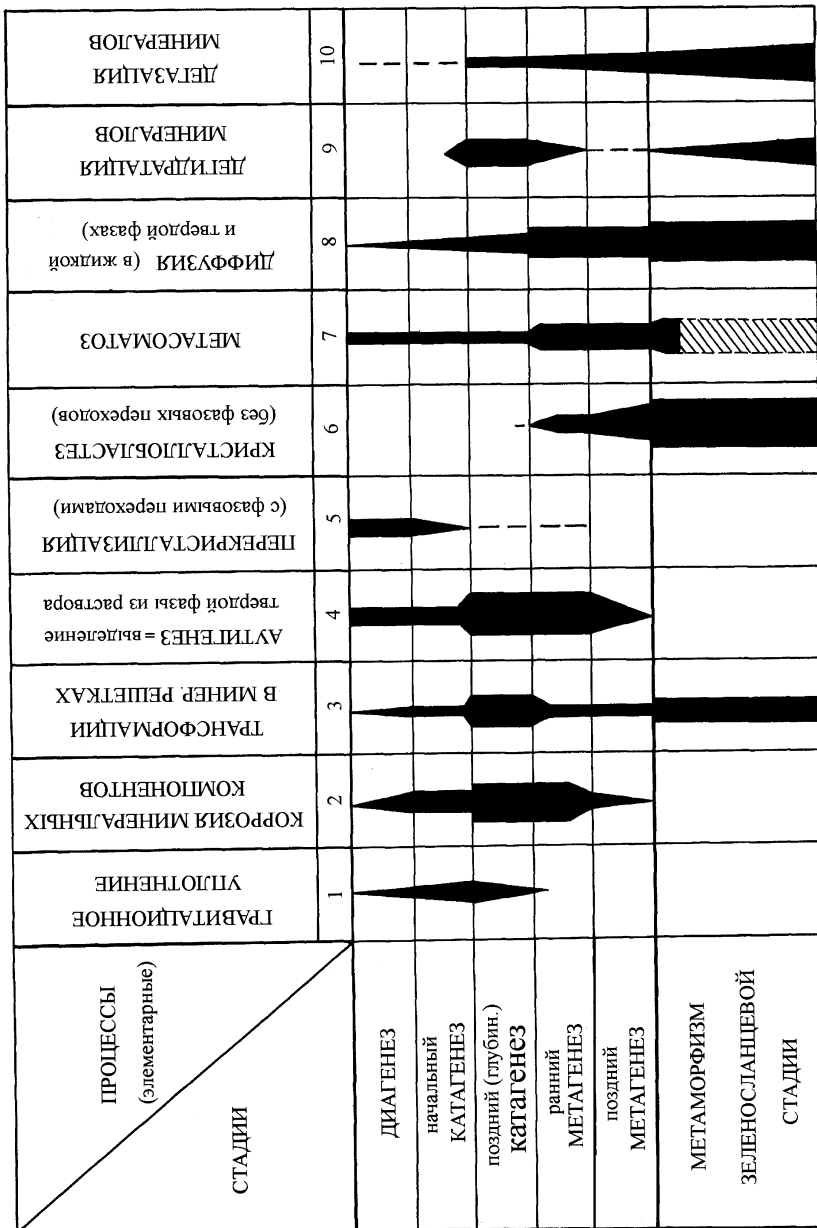 ПРОЦЕССЫ
(элементарные)
СТАДИИ
ГРАВИТАЦИОННОЕ
УПЛОТНЕНИЕ
КОРРОЗИЯ МИНЕРАЛЬНЫХ
КОМПОНЕНТОВ
ТРАНСФОРМАЦИИ
В МИНЕР. РЕШЕТКАХ
АУТИГЕНЕЗ = выделение
твердой фазы из раствора
ПЕРЕКРИСТАЛЛИЗАЦИЯ
(с фазовыми переходами)
КРИСТАЛЛОБЛАСТЕЗ
(без фазовых переходов)
МЕТАСОМАТОЗ
ДИФФУЗИЯ (в жидкой
и твердой фазах)
ДЕГИДРАТАЦИЯ
МИНЕРАЛОВ
ДЕГАЗАЦИЯ
МИНЕРАЛОВ
1
2
3
4
5
6
7
8
9
10
ДИАГЕНЕЗ
начальный
КАТАГЕНЕЗ
поздний (глубин.)
катагенез
ранний
МЕТАГЕНЕЗ
поздний
МЕТАГЕНЕЗ
МЕТАМОРФИЗМ
ЗЕЛЕНОСЛАНЦЕВОЙ
СТАДИИ